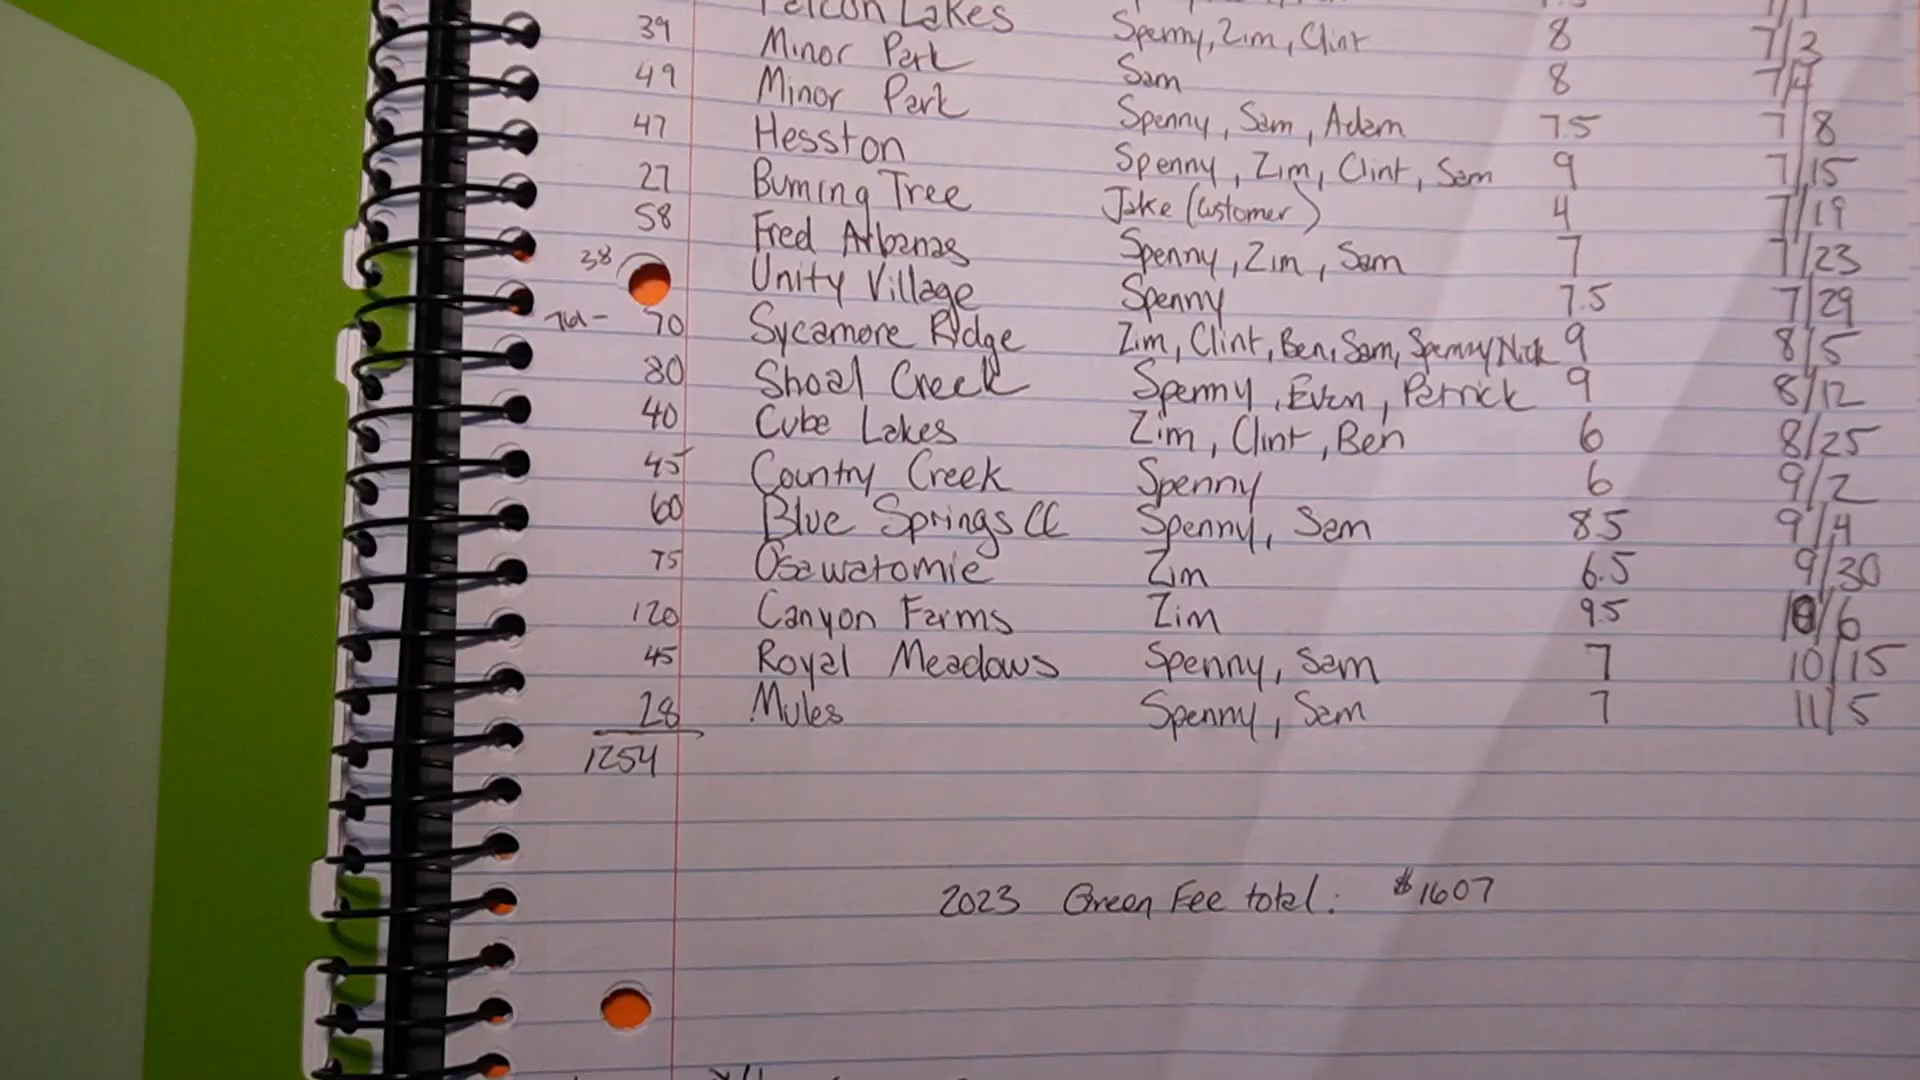 Falcon Lakes
39 Minor Park Spenny, Zim, Clint 8 7/3
49 Minor Park Sam 8 7/4
47 Hesston Spenny, Sam, Adam 7.5 7/8
27 Burning Tree Spenny, Zim, Clint, Sam 9 7/15
58 Fred Arbanas Jake (customer) 4 7/19
38 Unity Village Spenny, Zim, Sam 7 7/23
70 Sycamore Ridge Spenny 7.5 7/29
80 Shoal Creek Zim, Clint, Ben, Sam, Spenny Nick 9 8/5
40 Cube Lakes Spenny, Evan, Patrick 9 8/12
45 Country Creek Zim, Clint, Ben 6 8/25
60 Blue Springs CC Spenny 6 9/2
75 Osawatomie Spenny, Sam 8.5 9/4
120 Canyon Farms Zim 6.5 9/30
45 Royal Meadows Zim 9.5 10/6
28 Mules Spenny, Sam 7 10/15
1254 Spenny, Sam 7 11/5
2023 Green Fee total: $1607